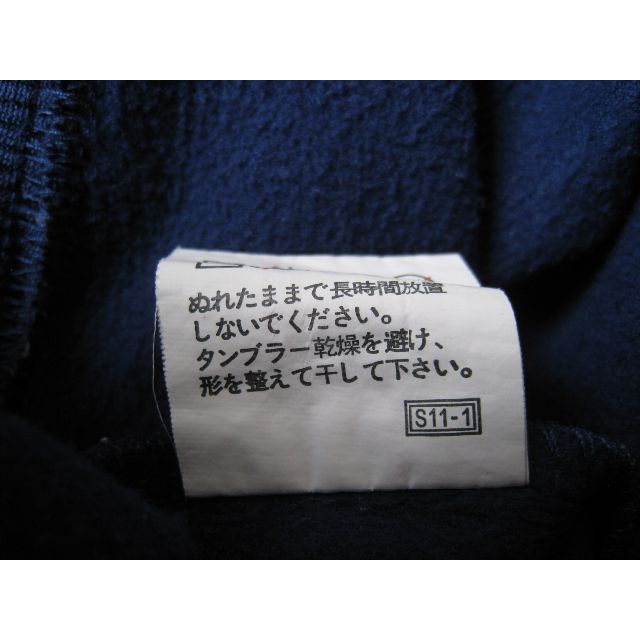 ぬれたままで長時間放置
しないでください。
タンブラー乾燥を避け、
形を整えて干して下さい。
S11-1